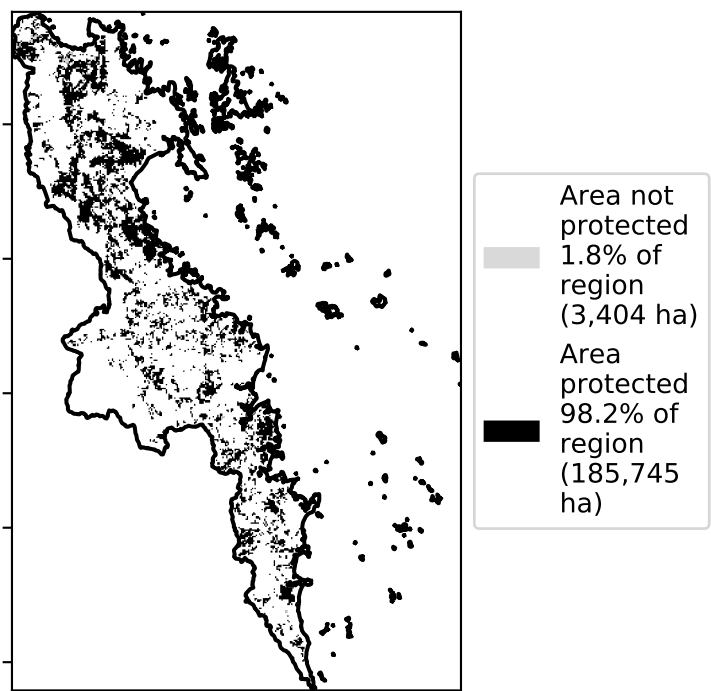 Area not
protected
1.8% of
region
(3,404 ha)
Area
protected
98.2% of
region
(185,745
ha)